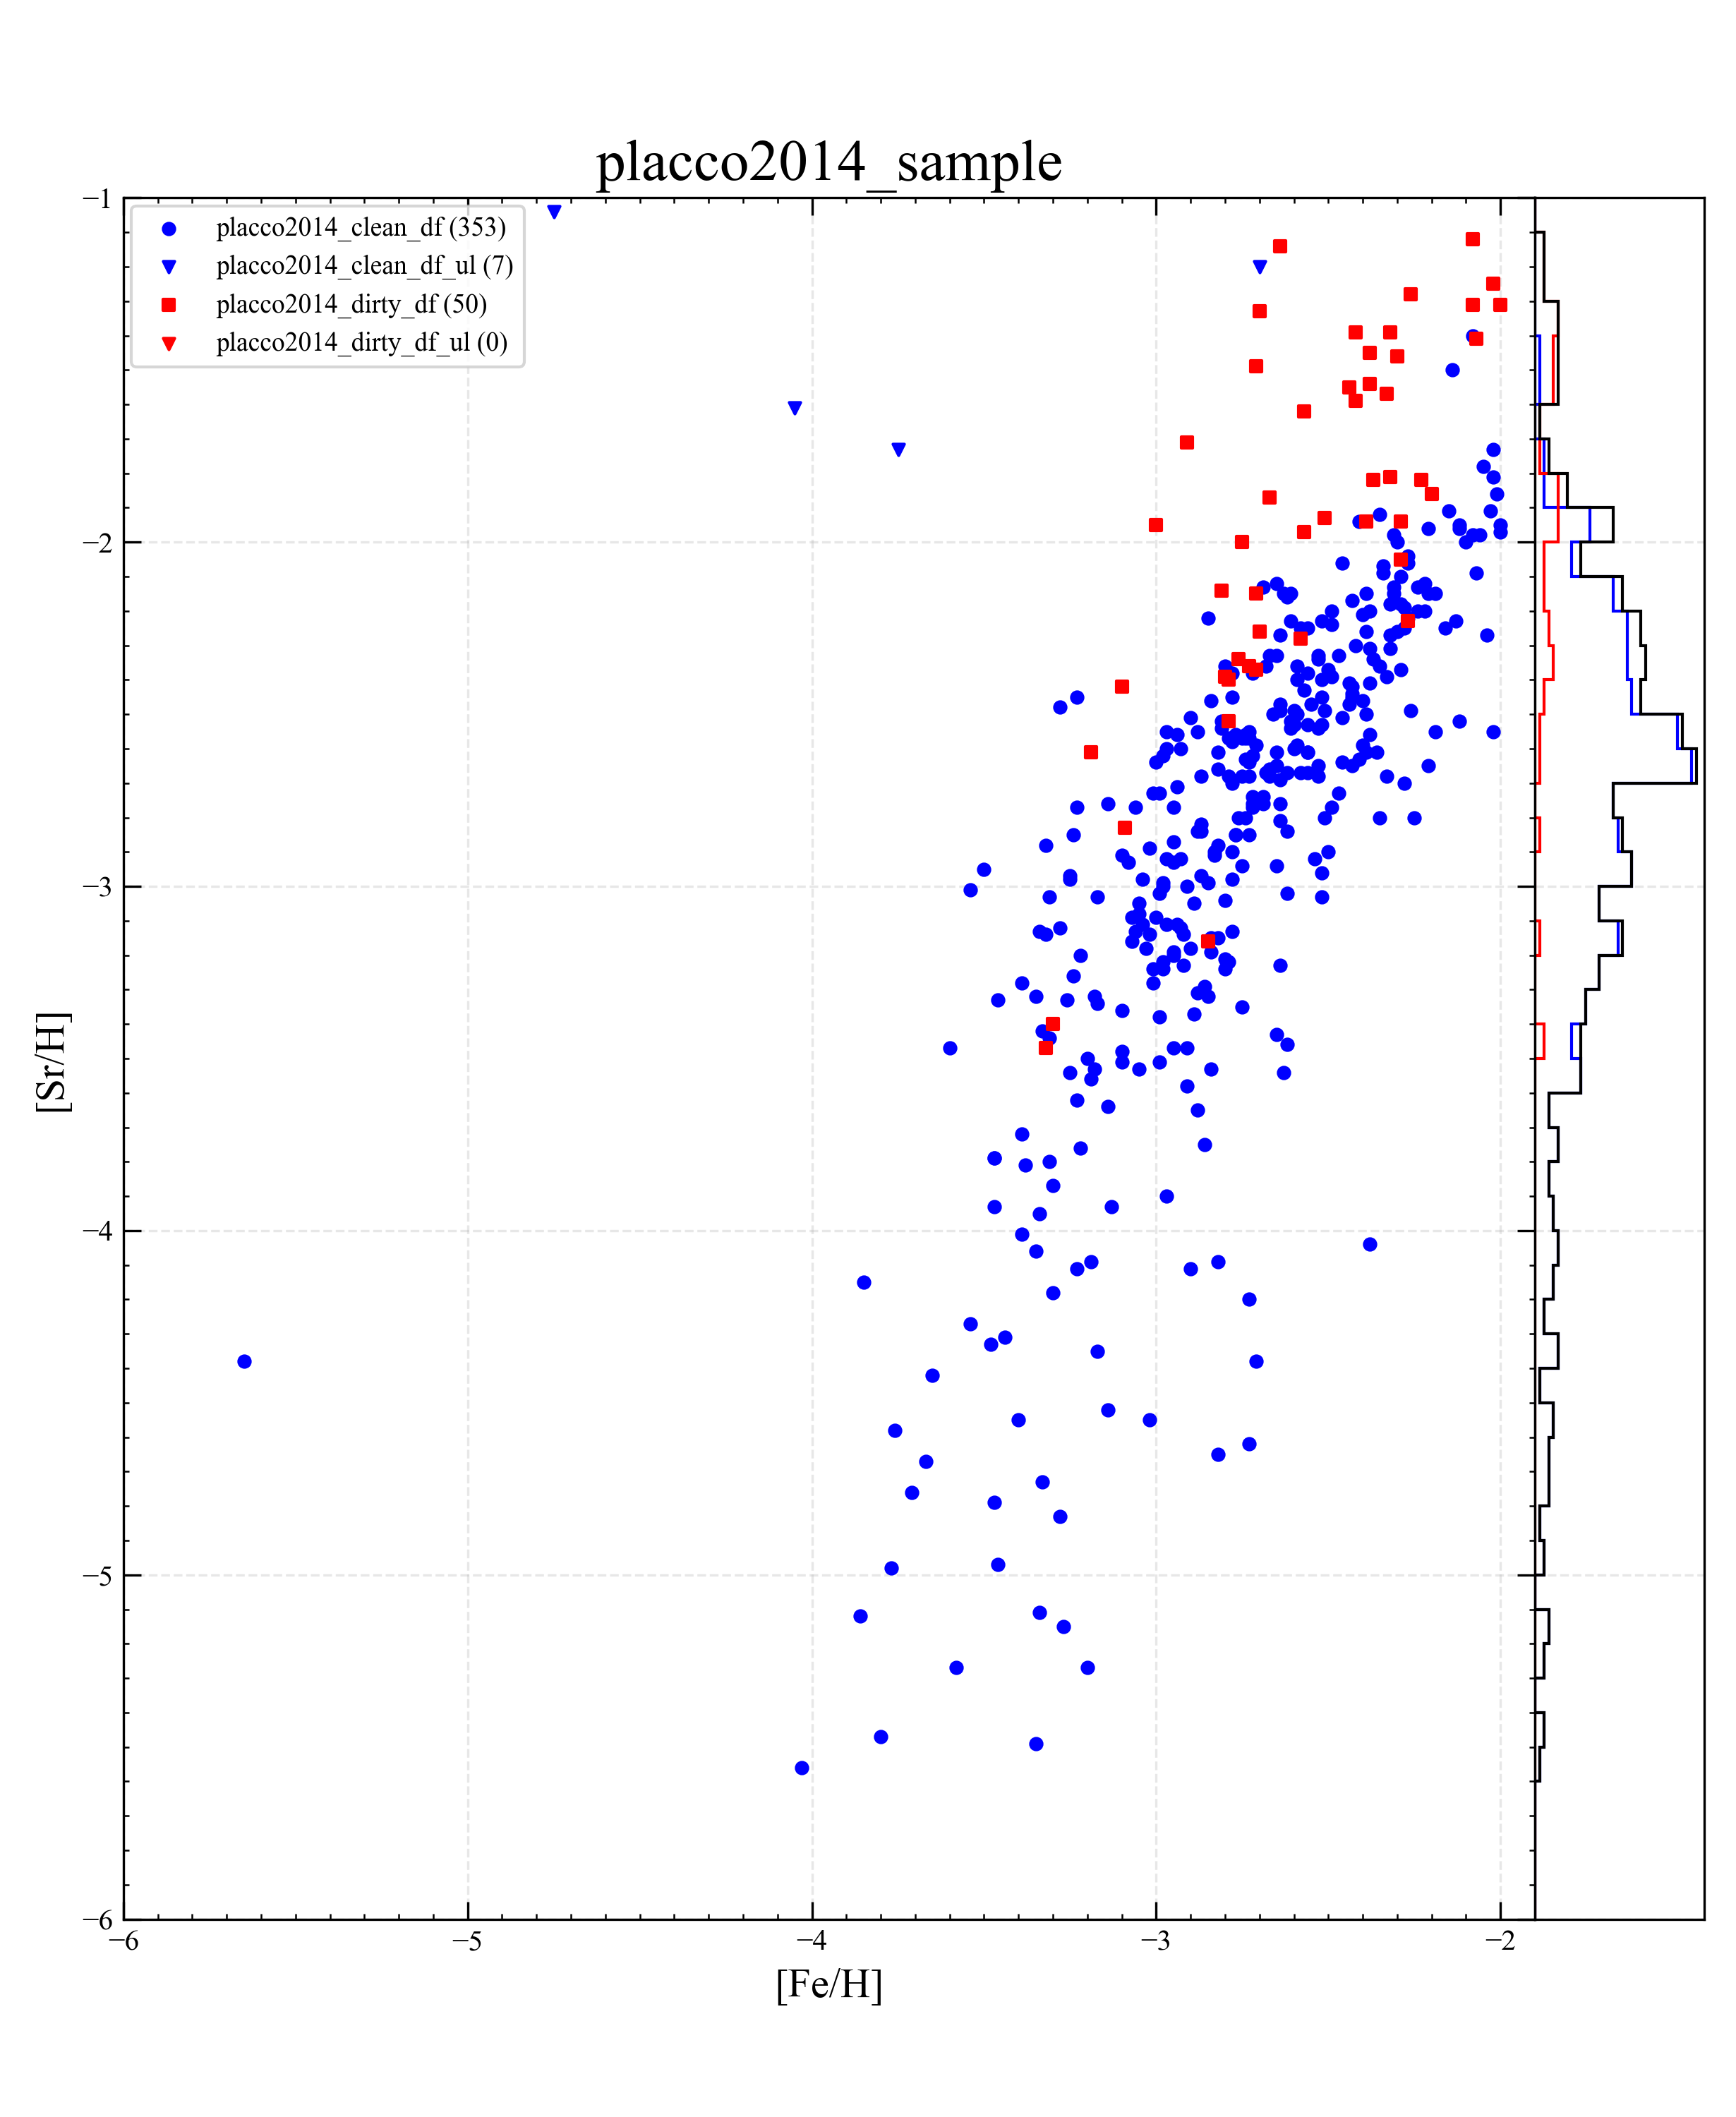 placco2014_sample
placco2014_clean_df (353)
placco2014_clean_df_ul (7)
placco2014_dirty_df (50)
placco2014_dirty_df_ul (0)
[Sr/H]
−1
−2
−3
−4
−5
−6
−6
−5
−4
−3
−2
[Fe/H]